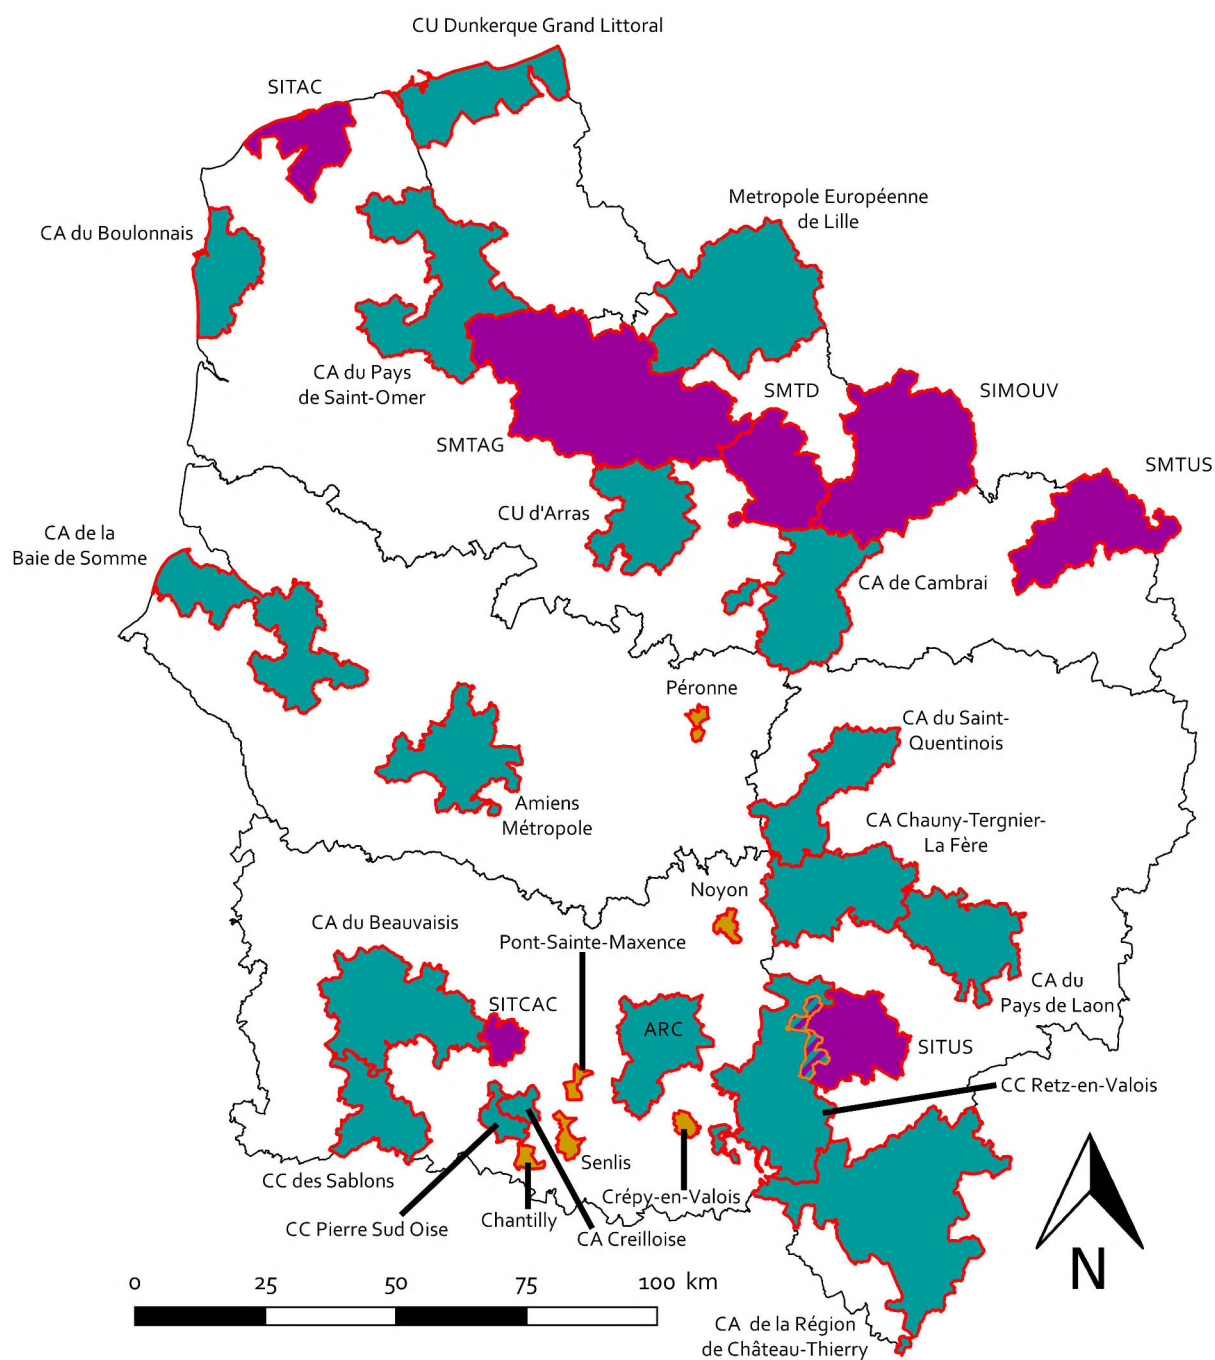 CU Dunkerque Grand Littoral
SITAC
Metropole Européenne
de Lille
CA du Boulonnais
CA du Pays
de Saint-Omer
SMTD
SIMOUV
SMTAG
SMTUS
CU d'Arras
CA de la
Baie de Somme
CA de Cambrai
Péronne
CA du Saint-
Quentinois
Amiens
Métropole
CA Chauny-Tergnier-
La Fère
Noyon
CA du Beauvaisis
Pont-Sainte-Maxence
SITCAC
CA du
Pays de Laon
ARC
SITUS
CC Retz-en-Valois
CC des Sablons
Senlis
Crépy-en-Valois
Chantilly
CC Pierre Sud Oise
CA Creilloise
N
0 25 50 75 100 km
CA de la Région
de Château-Thierry